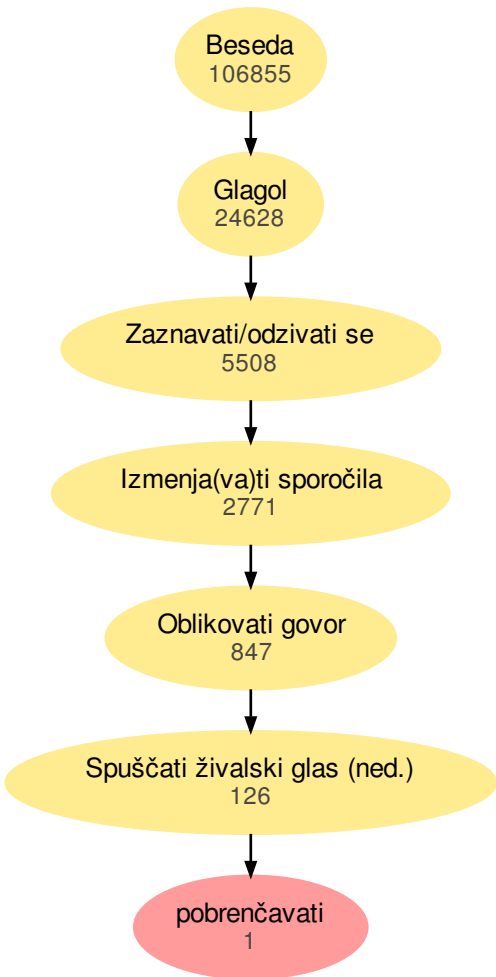 Beseda
106855
Glagol
24628
Zaznavati/odzivati se
5508
Izmenja(va)ti sporočila
2771
Oblikovati govor
847
Spuščati živalski glas (ned.)
126
pobrenčavati
1